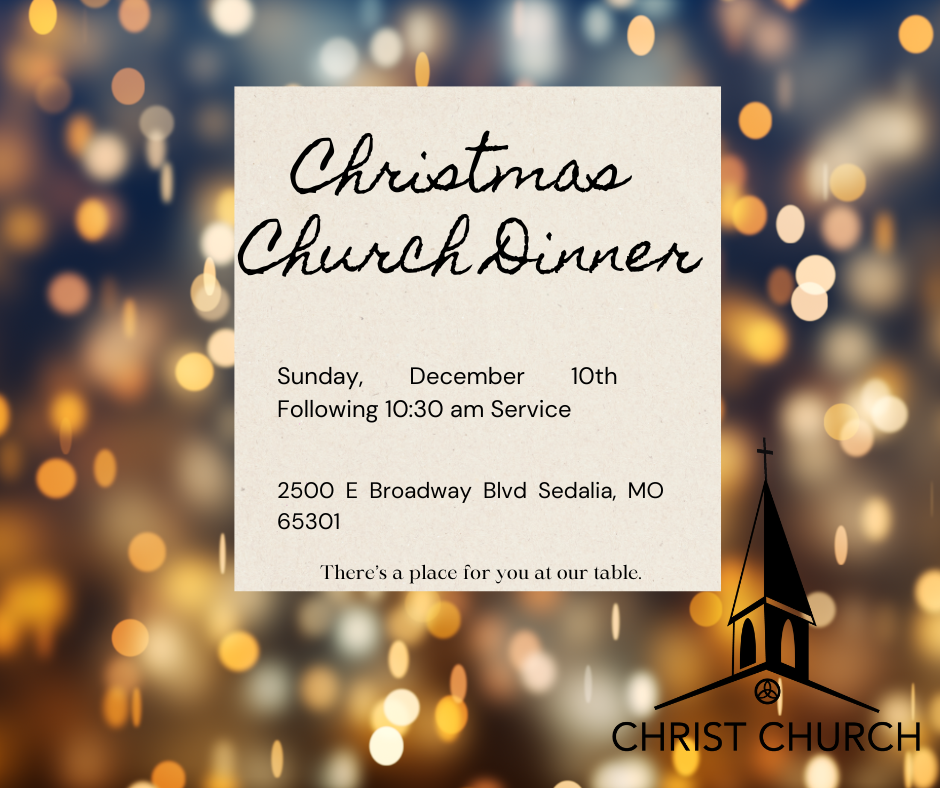 Christmas
Church Dinner
Sunday, December 10th
Following 10:30 am Service
2500 E Broadway Blvd Sedalia, MO
65301
There's a place for you at our table.
CHRIST CHURCH